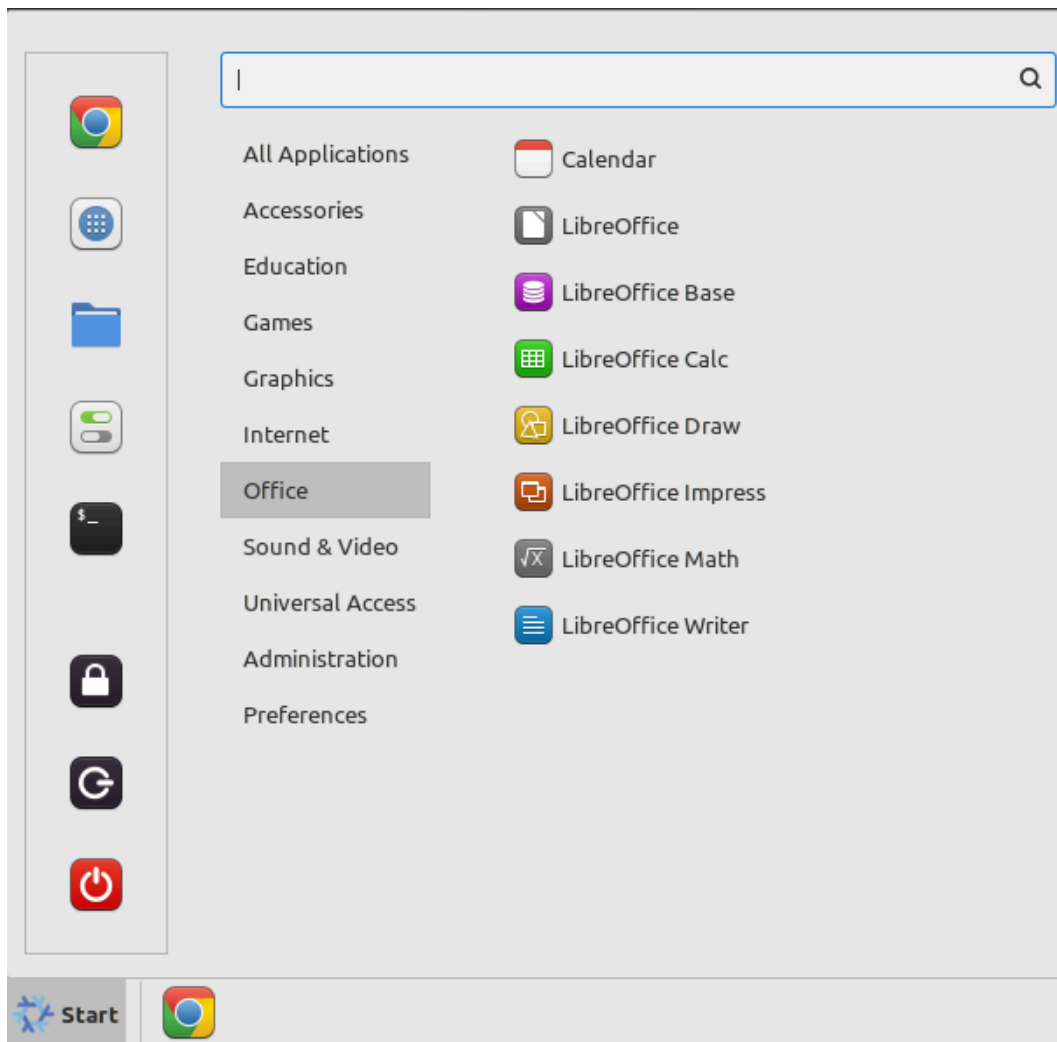 $_
All Applications
Accessories
Education
Games
Graphics
Internet
Office
Sound & Video
Universal Access
Administration
Preferences
Calendar
LibreOffice
LibreOffice Base
LibreOffice Calc
LibreOffice Draw
LibreOffice Impress
√X LibreOffice Math
LibreOffice Writer
Start